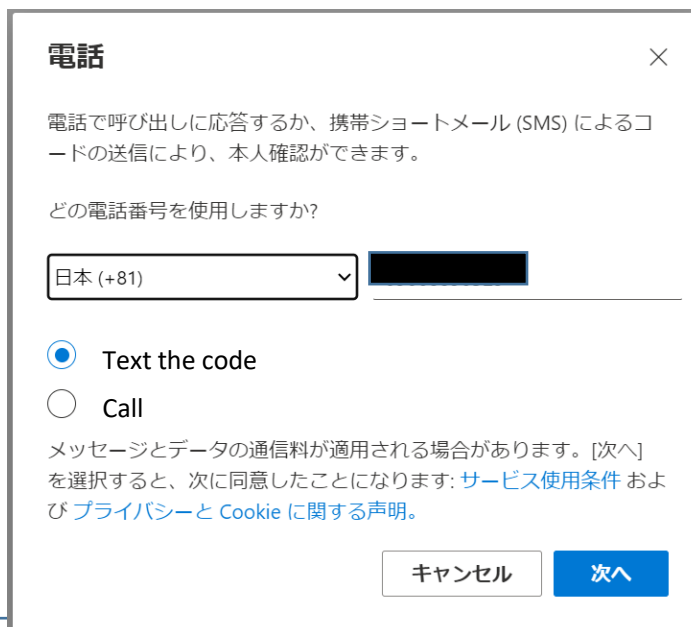 電話
電話で呼び出しに応答するか、携帯ショートメール (SMS) によるコ
ードの送信により、本人確認ができます。
どの電話番号を使用しますか?
日本 (+81)
Text the code
Call
メッセージとデータの通信料が適用される場合があります。[次へ]
を選択すると、次に同意したことになります: サービス使用条件 およ
び プライバシーと Cookie に関する声明。
キャンセル 次へ